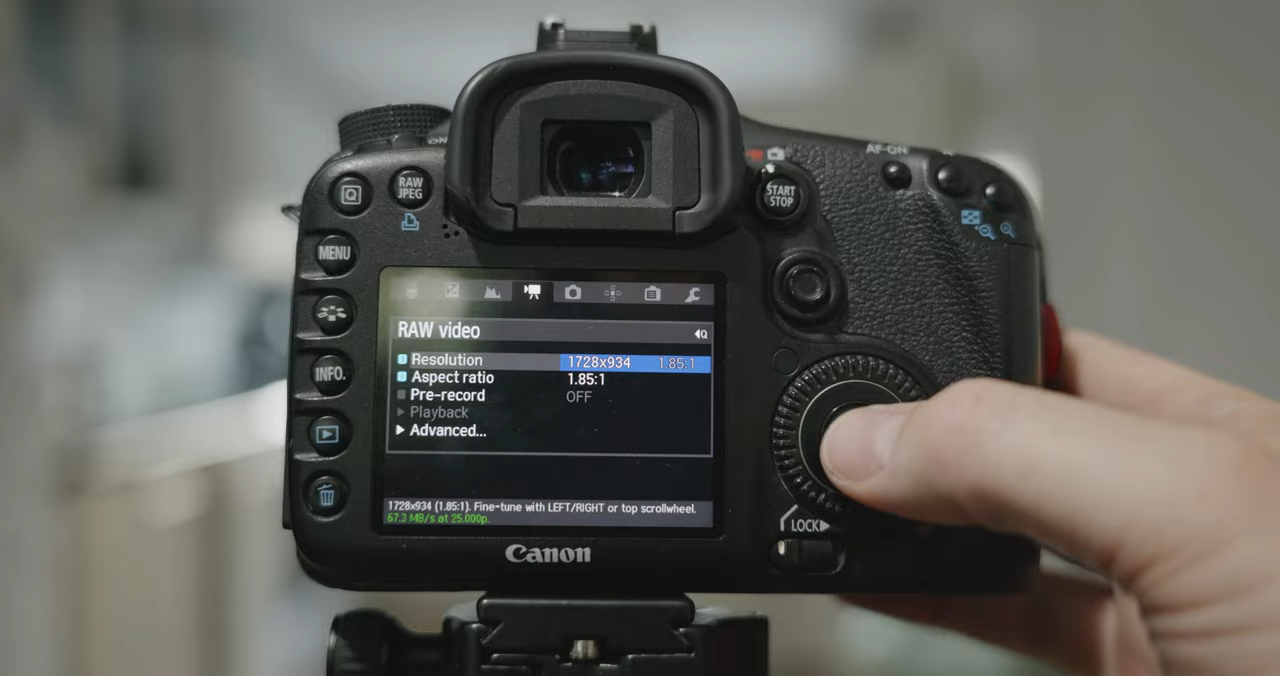 ON
Q
RAW
JPEG
START
STOP
AF-ON
MENU
INFO.
RAW video
Q
Resolution 1728x934 1.85:1
Aspect ratio 1.85:1
Pre-record OFF
Playback
Advanced...
1728x934 (1.85:1). Fine-tune with LEFT/RIGHT or top scrollwheel.
67.3 MB/s at 25.000p.
LOCK
Canon